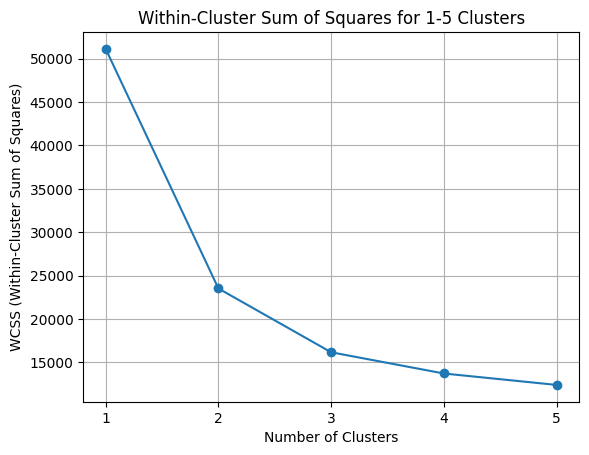 Within-Cluster Sum of Squares for 1-5 Clusters
WCSS (Within-Cluster Sum of Squares)
50000
45000
40000
35000
30000
25000
20000
15000
1 2 3 4 5
Number of Clusters